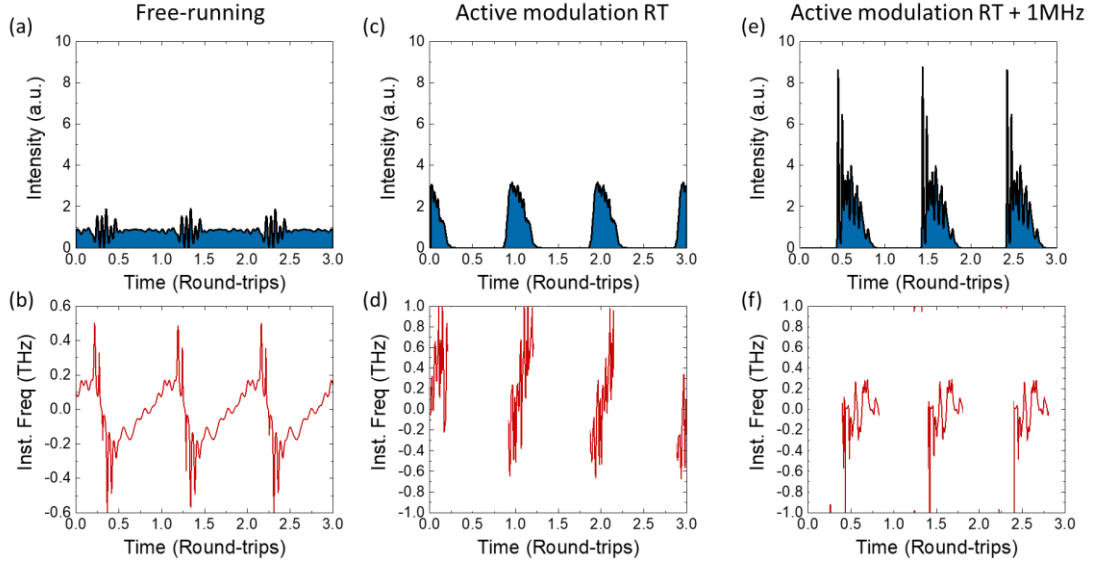 Free-running
Active modulation RT
Active modulation RT + 1MHz
(a)
10
8
6
4
2
0
Intensity (a.u.)
0.0 0.5 1.0 1.5 2.0 2.5 3.0
Time (Round-trips)
(c)
10
8
6
4
2
0
Intensity (a.u.)
0.0 0.5 1.0 1.5 2.0 2.5 3.0
Time (Round-trips)
(e)
10
8
6
4
2
0
Intensity (a.u.)
0.0 0.5 1.0 1.5 2.0 2.5 3.0
Time (Round-trips)
(b)
0.6
0.4
0.2
0.0
-0.2
-0.4
-0.6
Inst. Freq (THz)
0.0 0.5 1.0 1.5 2.0 2.5 3.0
Time (Round-trips)
(d)
1.0
0.8
0.6
0.4
0.2
0.0
-0.2
-0.4
-0.6
-0.8
-1.0
Inst. Freq (THz)
0.0 0.5 1.0 1.5 2.0 2.5 3.0
Time (Round-trips)
(f)
1.0
0.8
0.6
0.4
0.2
0.0
-0.2
-0.4
-0.6
-0.8
-1.0
Inst. Freq (THz)
0.0 0.5 1.0 1.5 2.0 2.5 3.0
Time (Round-trips)